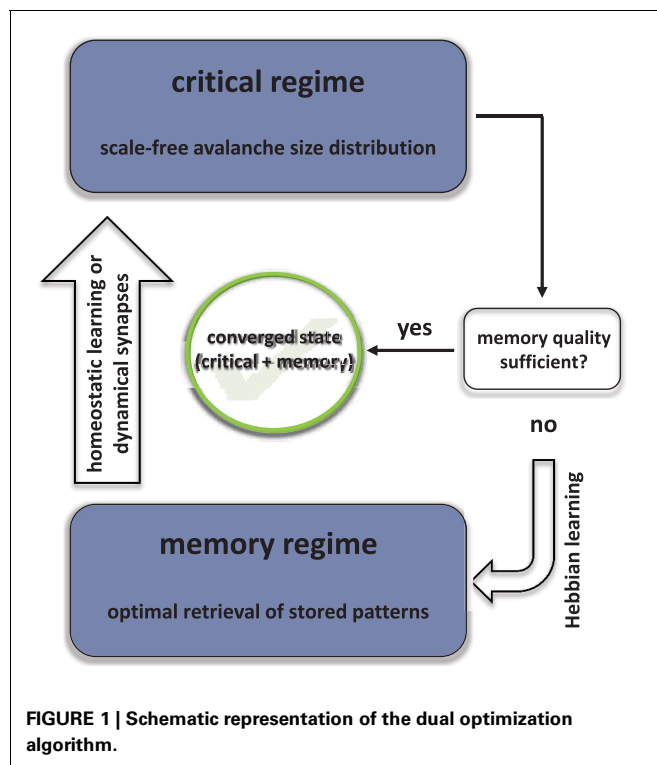 critical regime
scale-free avalanche size distribution
homeostatic learning or
dynamical synapses
converged state
(critical + memory)
yes
memory quality
sufficient?
no
Hebbian learning
memory regime
optimal retrieval of stored patterns
FIGURE 1 | Schematic representation of the dual optimization
algorithm.